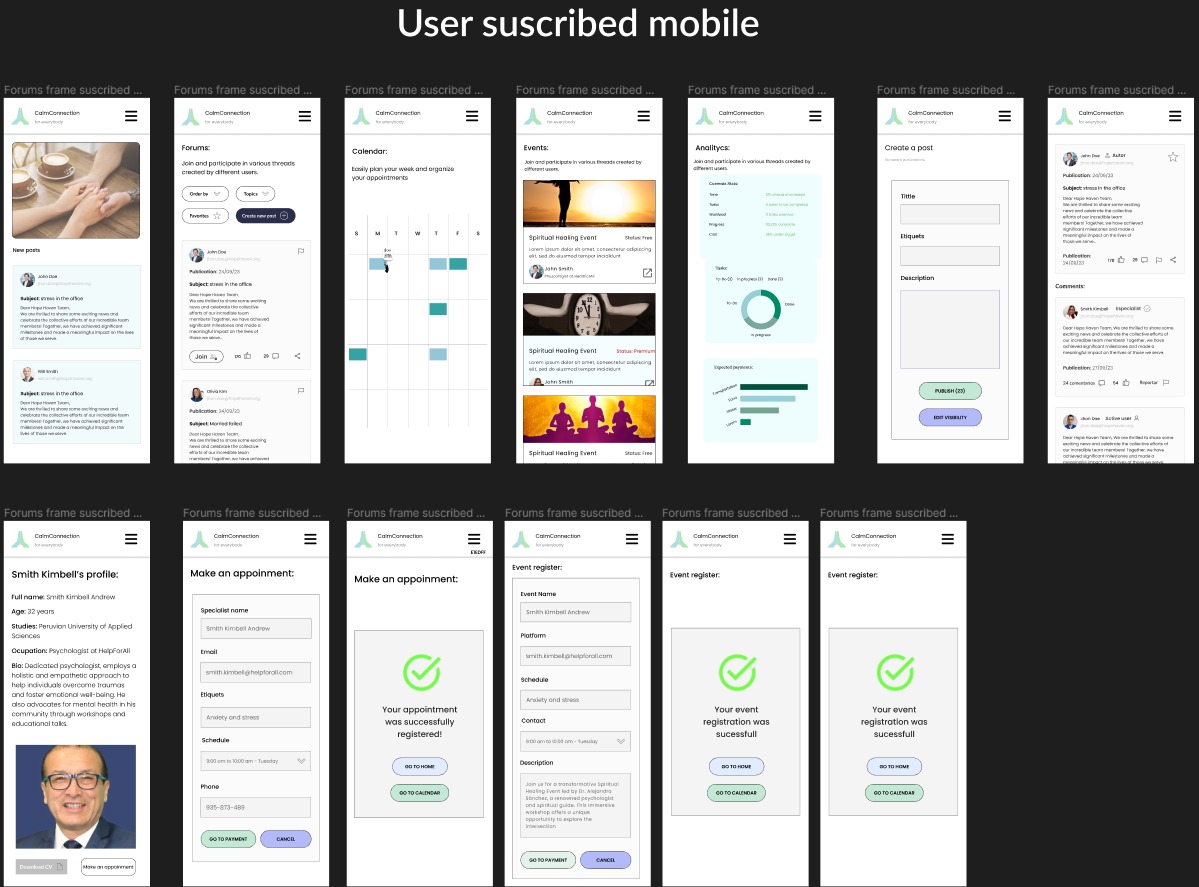 User suscribed mobile
Forums frame suscribed ...
CalmConnection
for everybody
New posts
John Doe
Subject: stress in the office
Dear Hope Haven Team,
We are thrilled to share some exciting
news and celebrate the collective
efforts of our incredible team
members! Together, we have achieved significant
milestones and made a meaningful impact on the lives
of those we serve.
Will Smith
Subject: stress in the office
Dear Hope Haven Team,
We are thrilled to share some exciting
news and celebrate the collective
efforts of our incredible team
members! Together, we have achieved significant
milestones and made a meaningful impact on the
lives of those we serve.
Forums frame suscribed ...
CalmConnection
for everybody
Forums:
Join and participate in various threads
created by different users.
Order by
Topics
Favorites
Create new post
John Doe
Publication: 24/09/23
Subject: stress in the office
Dear Hope Haven Team,
We are thrilled to share some exciting
news and celebrate the collective
efforts of our incredible team
members! Together, we have achieved
significant milestones and made a
meaningful impact on the lives of
those we serve.
Join
29
Olivia Kim
Publication: 24/09/23
Subject: Married failed
Dear Hope Haven Team,
We are thrilled to share some exciting
news and celebrate the collective
efforts of our incredible team
members! Together, we have achieved
Forums frame suscribed ...
CalmConnection
for everybody
Calendar:
Easily plan your week and organize
your appointments
S M T W T F S
Forums frame suscribed ...
CalmConnection
for everybody
Events:
Join and participate in various threads created by
different users.
Spiritual Healing Event
Status: Free
Lorem ipsum dolor sit amet, consectetur adipiscing
elit. Curabitur id nisl incididunt
John Smith
Physcologist at HealthCare
Spiritual Healing Event
Status: Premium
Lorem ipsum dolor sit amet, consectetur adipiscing
John Smith
Spiritual Healing Event
Status: Free
Forums frame suscribed ...
CalmConnection
for everybody
Analitycs:
Join and participate in various threads created by
different users.
Time
Tasks
Workload
Progress
Cost
Tasks:
To-do
Done
In progress
Expected payments:
Forums frame suscribed ...
CalmConnection
for everybody
Create a post
Tittle
Etiquets
Description
PUBLISH (23)
EDIT VISIBILITY
Forums frame suscribed ...
CalmConnection
for everybody
John Doe
Autor
Publication: 24/09/23
Subject: stress in the office
Dear Hope Haven Team,
We are thrilled to share some exciting
news and celebrate the collective
efforts of our incredible team
members! Together, we have achieved
significant milestones and made a
meaningful impact on the lives of
those we serve.
Publication:
24/09/23
29
Comments:
Smith Kimbell
Especialist
Dear Hope Haven Team, We are thrilled to share some
exciting news and celebrate the collective efforts of our
incredible team members! Together, we have
achieved significant milestones and made a
meaningful impact on the lives of those we serve.
Publication: 27/09/23
24 comentarios
54
Reportar
Jhon Doe
Active user
Dear Hope Haven Team, We are thrilled to share some
exciting news and celebrate the collective efforts of our
incredible team members! Together, we have
Forums frame suscribed ...
CalmConnection
for everybody
Smith Kimbell's profile:
Full name: Smith Kimbell Andrew
Age: 32 years
Studies: Peruvian University of Applied
Sciences
Ocupation: Psychologist at HelpForAll
Bio: Dedicated psychologist, employs a
holistic and empathetic approach to
help individuals overcome traumas
and foster emotional well-being. He
also advocates for mental health in his
community through workshops and
educational talks.
Download CV
Make an appointment
Forums frame suscribed ...
CalmConnection
for everybody
Make an appoinment:
Specialist name
Smith Kimbell Andrew
Email
smith.kimbell@helpforall.com
Etiquets
Anxiety and stress
Schedule
9:00 am to 10:00 am - Tuesday
Phone
935-873-489
GO TO PAYMENT
CANCEL
Forums frame suscribed ...
CalmConnection
for everybody
E1EDFF
Make an appoinment:
Your appointment
was successfully
registered!
GO TO HOME
GO TO CALENDAR
Forums frame suscribed ...
CalmConnection
for everybody
Event register:
Event Name
Smith Kimbell Andrew
Platform
smith.kimbell@helpforall.com
Schedule
Anxiety and stress
Contact
9:00 am to 10:00 am - Tuesday
Description
Join us for a transformative Spiritual
Healing Event led by Dr. Alejandra
Sánchez, a renowned psychologist
and spiritual guide. This immersive
workshop offers a unique
opportunity to explore the
intersection
GO TO PAYMENT
CANCEL
Forums frame suscribed ...
CalmConnection
for everybody
Event register:
Your event
registration was
sucessfull
GO TO HOME
GO TO CALENDAR
Forums frame suscribed ...
CalmConnection
for everybody
Event register:
Your event
registration was
sucessfull
GO TO HOME
GO TO CALENDAR